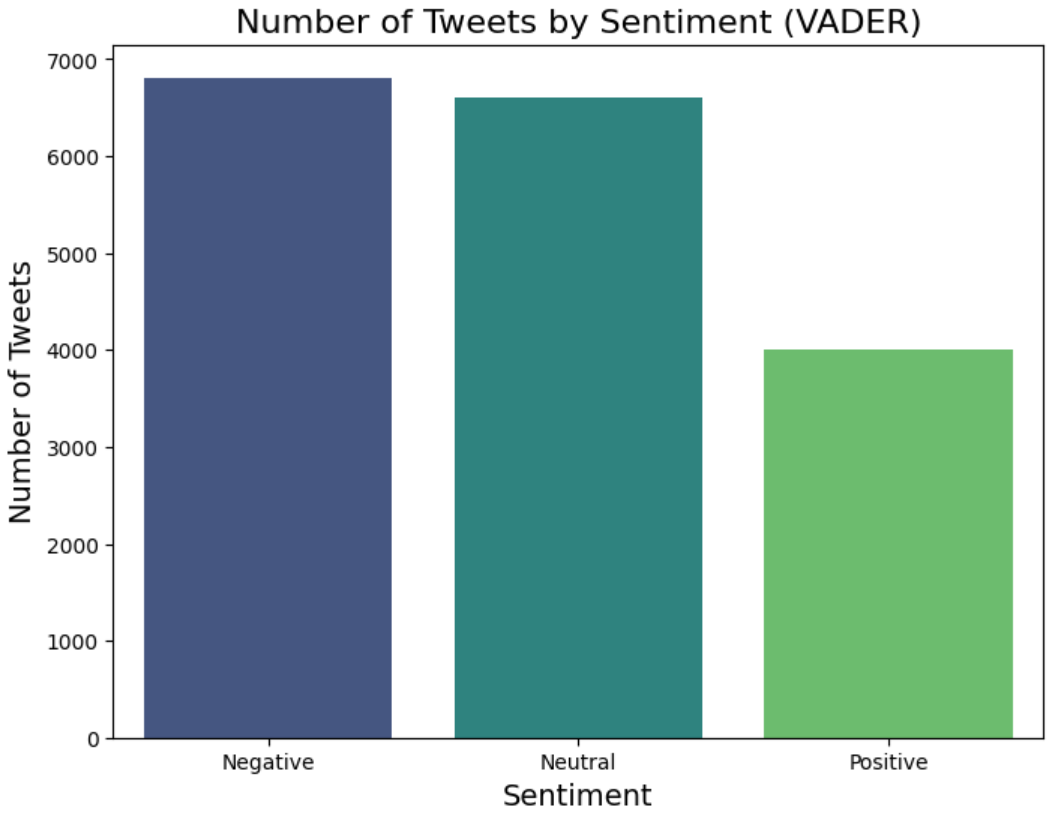 Number of Tweets by Sentiment (VADER)
7000
6000
5000
4000
3000
2000
1000
0
Number of Tweets
Negative Neutral Positive
Sentiment